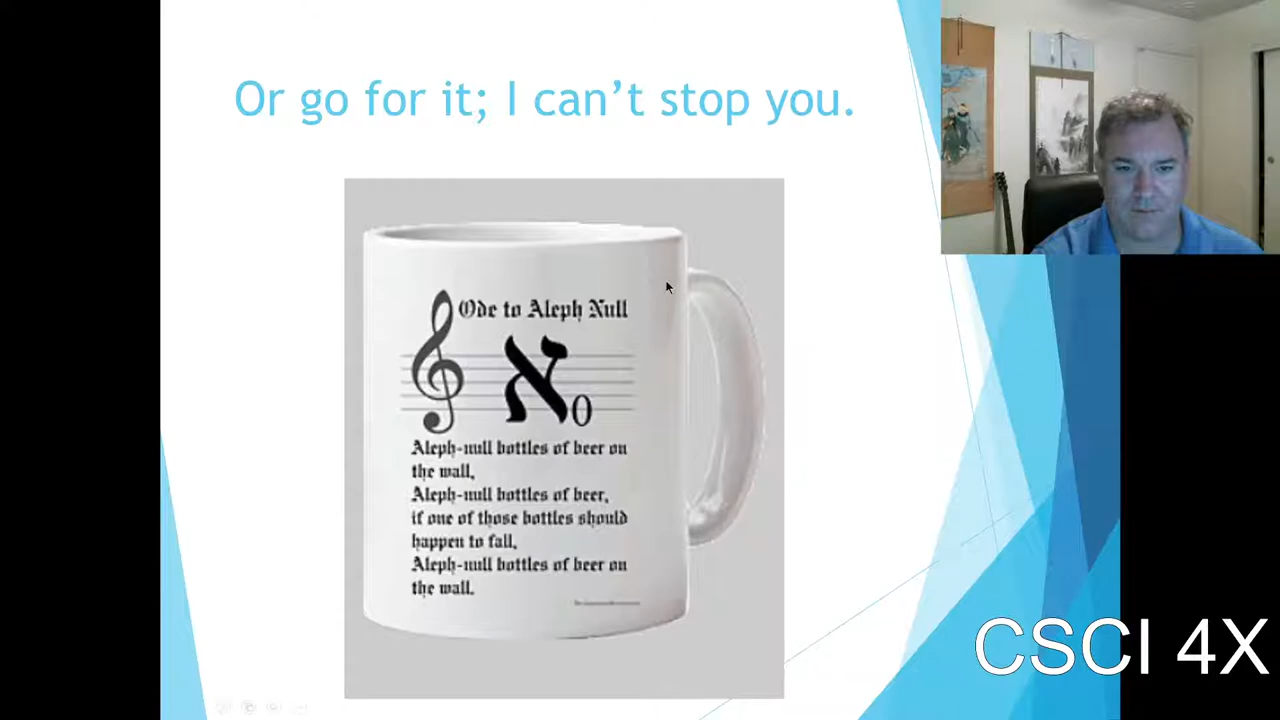 Or go for it; I can't stop you.
Ode to Aleph Null
א0
Aleph-null bottles of beer on
the wall,
Aleph-null bottles of beer,
if one of those bottles should
happen to fall,
Aleph-null bottles of beer on
the wall.
CSCI 4X